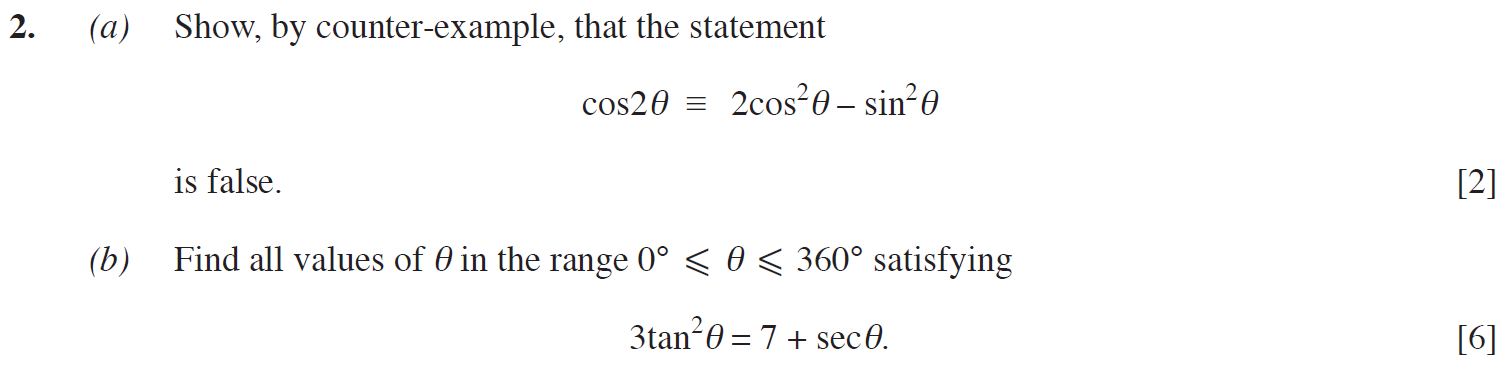 2. (a) Show, by counter-example, that the statement
cos2θ ≡ 2cos²θ – sin²θ
is false. [2]
(b) Find all values of θ in the range 0° ⩽ θ ⩽ 360° satisfying
3tan²θ = 7 + secθ. [6]